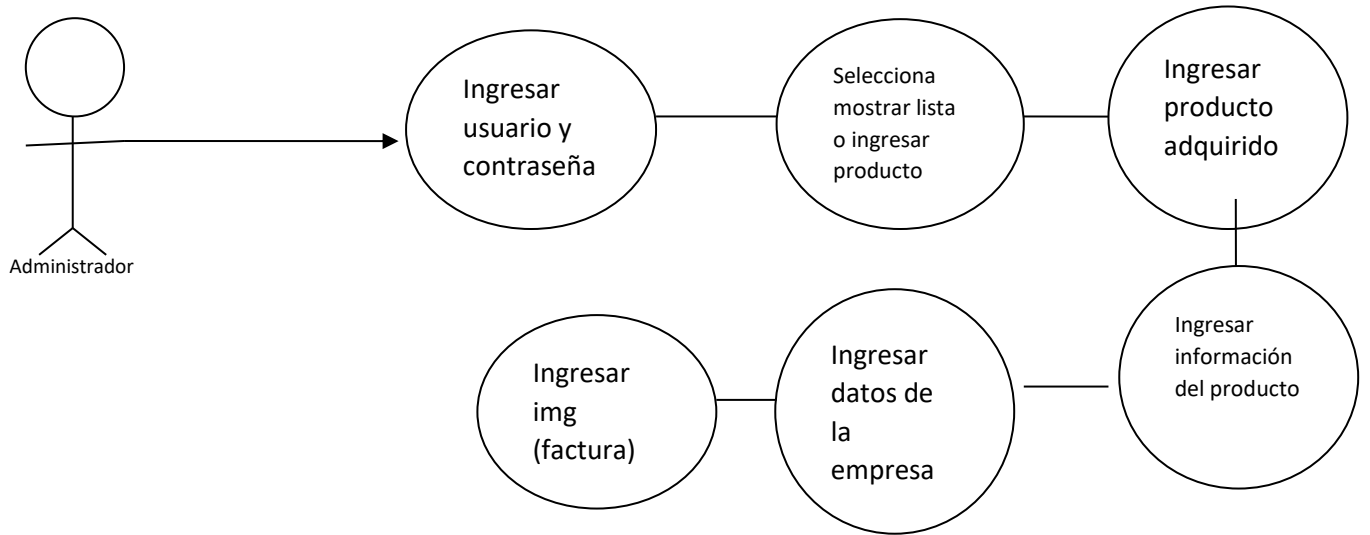 Ingresar
usuario y
contraseña
Selecciona
mostrar lista
o ingresar
producto
Ingresar
producto
adquirido
Administrador
Ingresar
información
del producto
Ingresar
datos de
la
empresa
Ingresar
img
(factura)